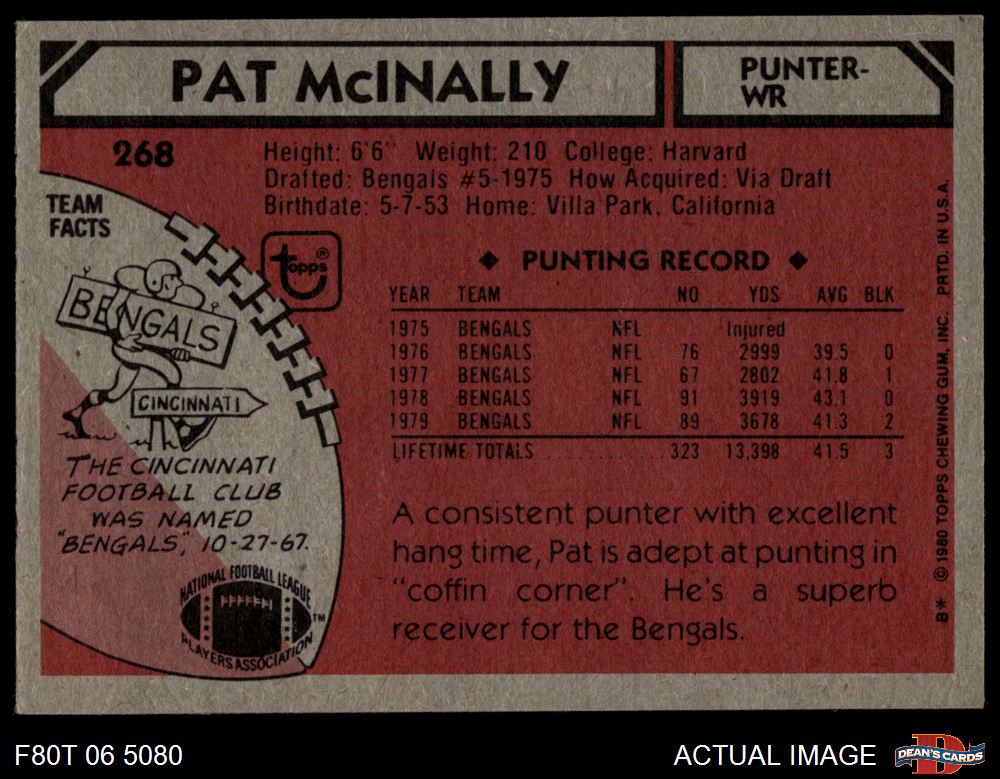 PAT McINALLY
PUNTER-
WR
268
Height: 6'6" Weight: 210 College: Harvard
Drafted: Bengals #5-1975 How Acquired: Via Draft
Birthdate: 5-7-53 Home: Villa Park, California
TEAM
FACTS
topps®
BENGALS
CINCINNATI
THE CINCINNATI
FOOTBALL CLUB
WAS NAMED
"BENGALS", 10-27-67.
NATIONAL FOOTBALL LEAGUE
PLAYERS ASSOCIATION
TM
◆ PUNTING RECORD ◆
YEAR TEAM NO YDS AVG BLK
1975 BENGALS NFL Injured
1976 BENGALS NFL 76 2999 39.5 0
1977 BENGALS NFL 67 2802 41.8 1
1978 BENGALS NFL 91 3919 43.1 0
1979 BENGALS NFL 89 3678 41.3 2
LIFETIME TOTALS ............ 323 13,398 41.5 3
A consistent punter with excellent
hang time, Pat is adept at punting in
"coffin corner". He's a superb
receiver for the Bengals.
B* © 1980 TOPPS CHEWING GUM, INC. PRTD. IN U.S.A.
F80T 06 5080
ACTUAL IMAGE
DEAN'S CARDS